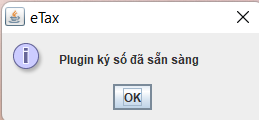 eTax
Plugin ký số đã sẵn sàng
OK